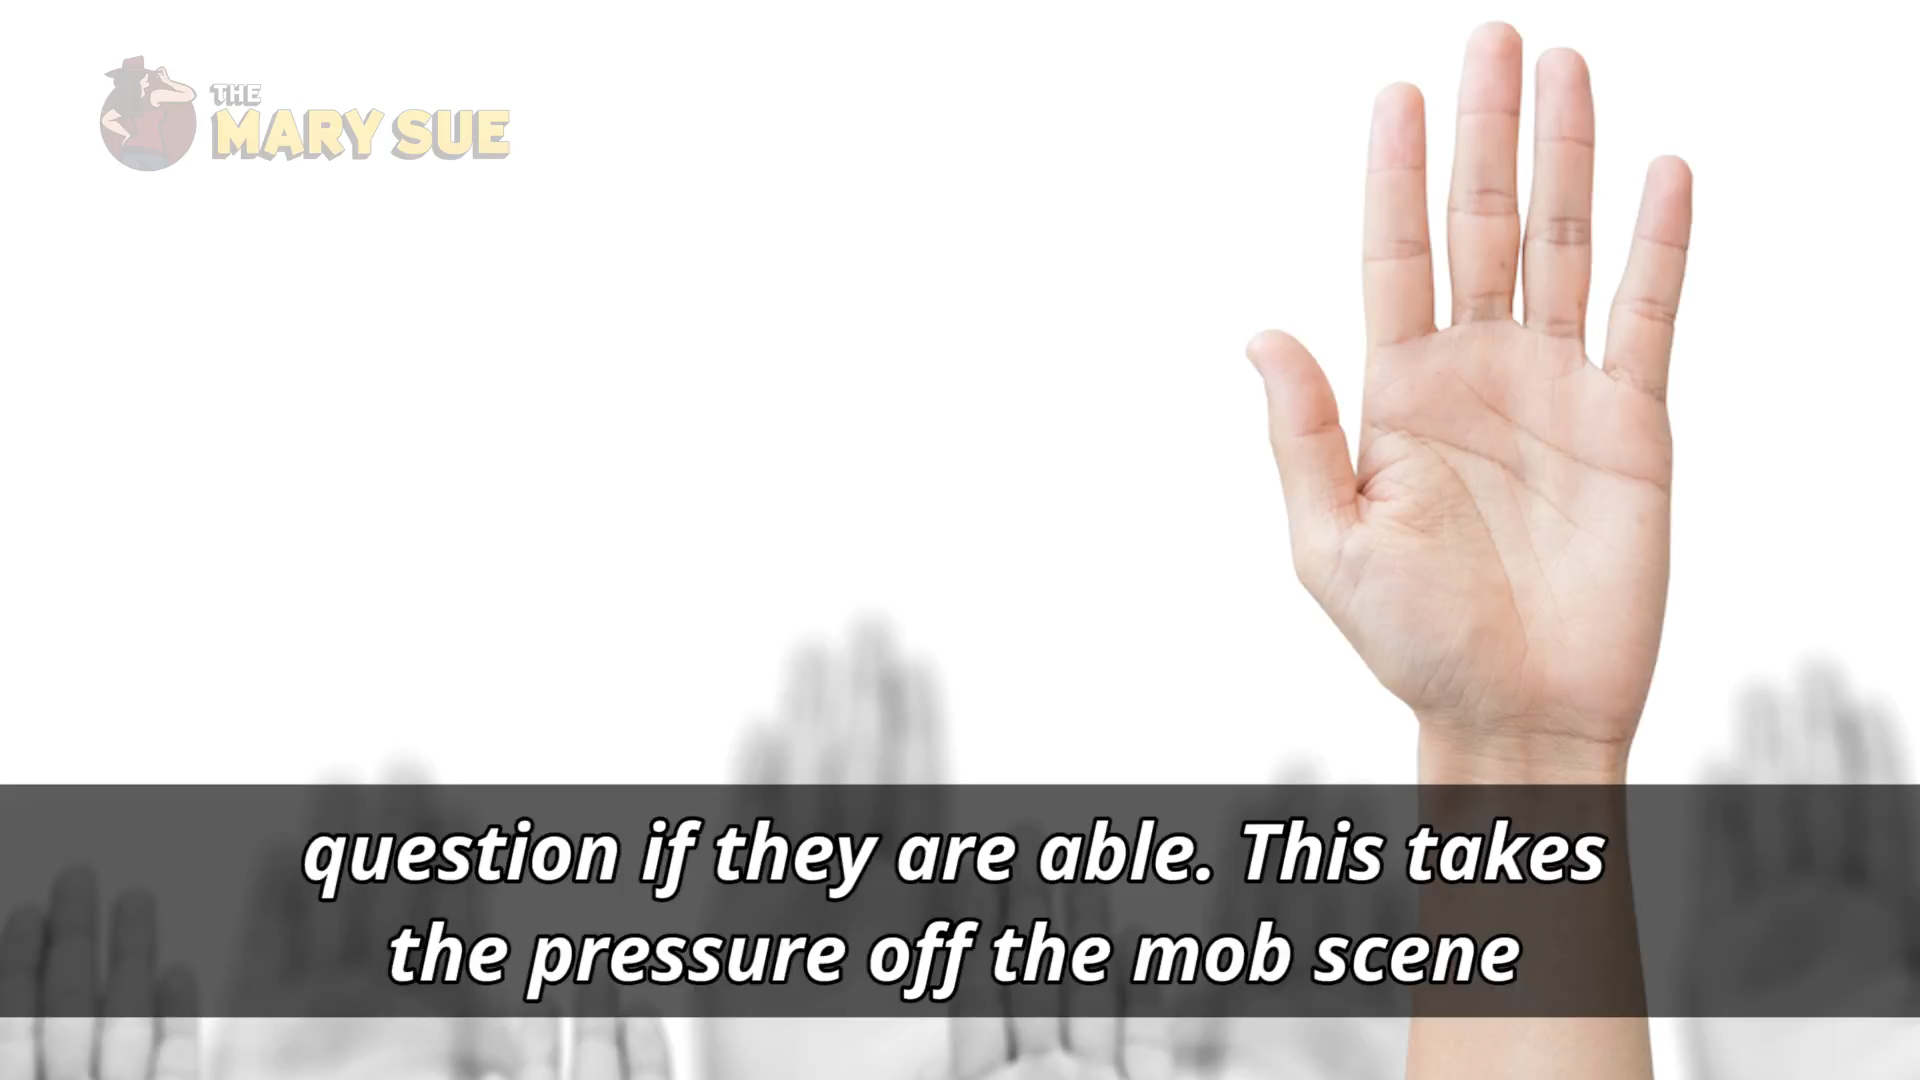 THE
MARY SUE
question if they are able. This takes
the pressure off the mob scene